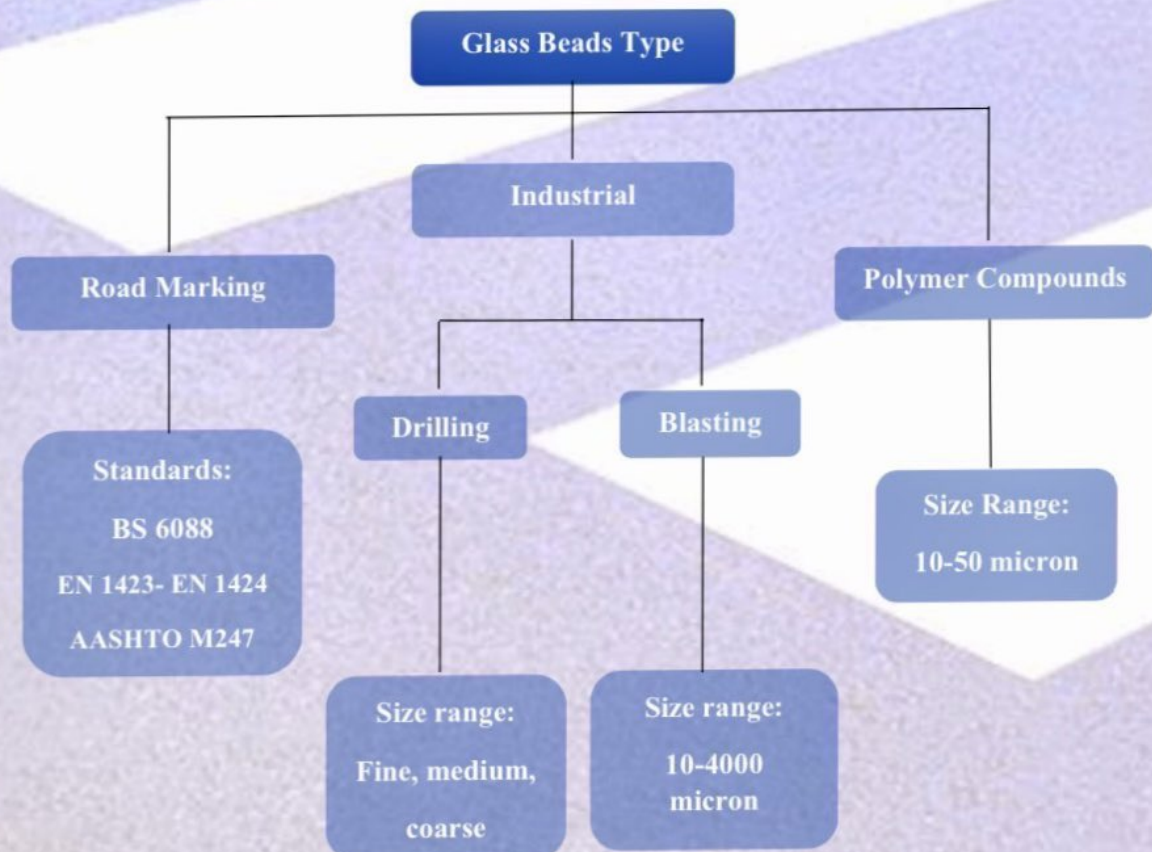 Glass Beads Type
Industrial
Road Marking
Polymer Compounds
Drilling
Blasting
Standards:
BS 6088
EN 1423- EN 1424
AASHTO M247
Size Range:
10-50 micron
Size range:
Fine, medium,
coarse
Size range:
10-4000
micron